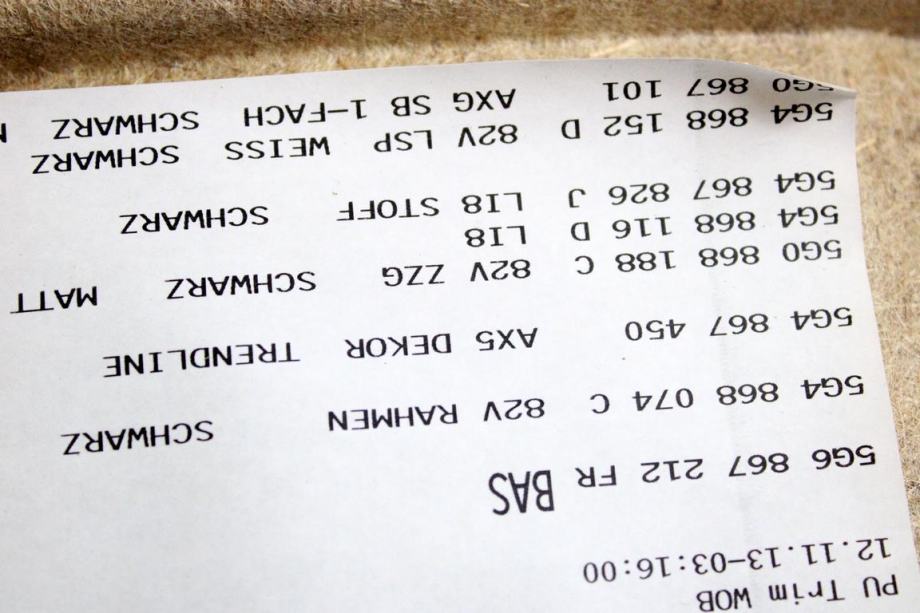 PU Trim WOB
12.11.13-03:16:00
5G6 867 212 FR BAS
5G4 868 074 C 82V RAHMEN SCHWARZ
5G4 867 450 AX5 DEKOR TRENDLINE
5G0 868 188 C 82V ZZG SCHWARZ MATT
5G4 868 116 D L18
5G4 867 826 J L18 STOFF SCHWARZ
5G4 868 152 D 82V LSP WEISS SCHWARZ
5G0 867 101 AXG SB 1-FACH SCHWARZ